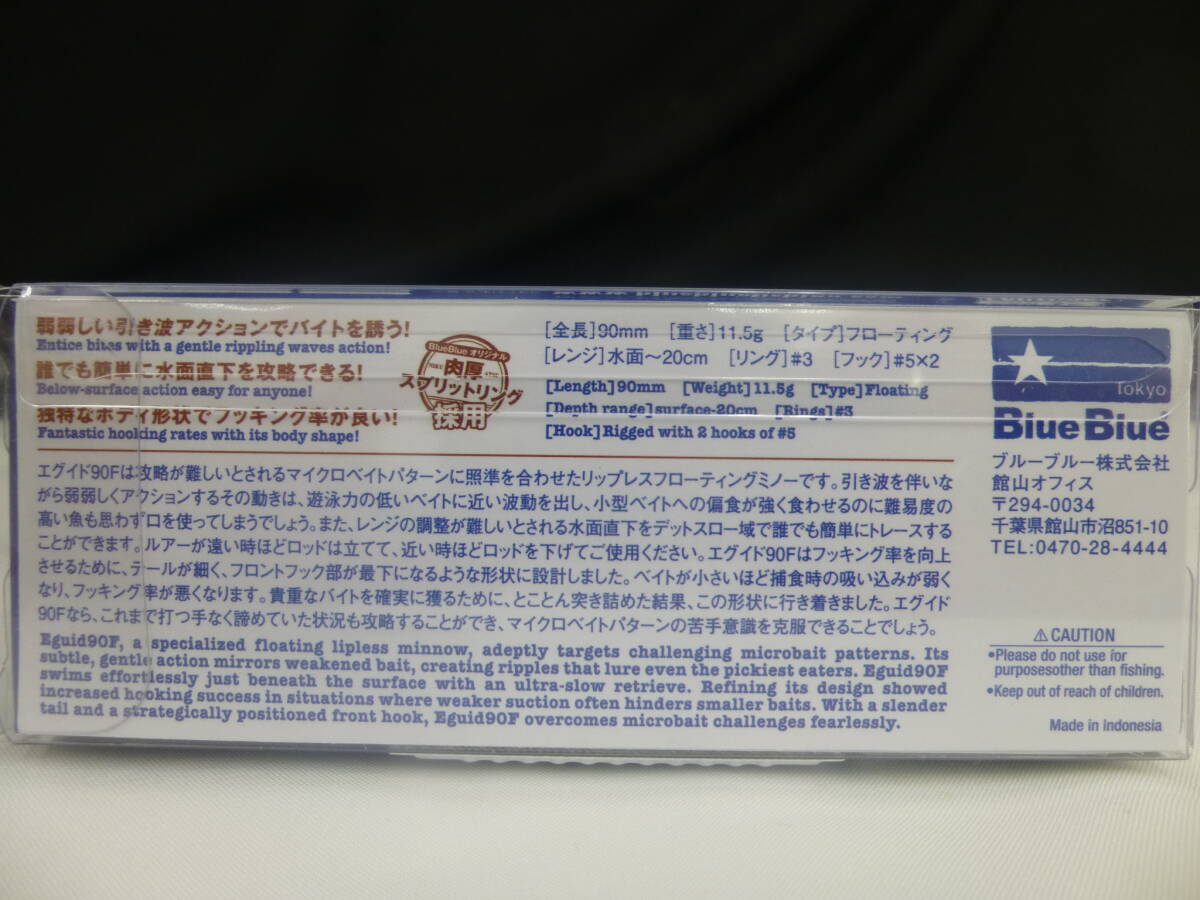 弱弱しい引き波アクションでバイトを誘う!
Entice bites with a gentle rippling waves action!
誰でも簡単に水面直下を攻略できる!
Below-surface action easy for anyone!
独特なボディ形状でフッキング率が良い!
Fantastic hooking rates with its body shape!
BlueBlue オリジナル
肉厚
スプリットリング
採用
[全長]90mm [重さ]11.5g [タイプ]フローティング
[レンジ]水面〜20cm [リング]#3 [フック]#5×2
[Length]90mm [Weight]11.5g [Type]Floating
[Depth range]surface-20cm [Rings]#3
[Hook]Rigged with 2 hooks of #5
エグイド90Fは攻略が難しいとされるマイクロベイトパターンに照準を合わせたリップレスフローティングミノーです。引き波を伴いな
がら弱弱しくアクションするその動きは、遊泳力の低いベイトに近い波動を出し、小型ベイトへの偏食が強く食わせるのに難易度の
高い魚も思わず口を使ってしまうでしょう。また、レンジの調整が難しいとされる水面直下をデットスロー域で誰でも簡単にトレースする
ことができます。ルアーが遠い時ほどロッドは立てて、近い時ほどロッドを下げてご使用ください。エグイド90Fはフッキング率を向上
させるために、テールが細く、フロントフック部が最下になるような形状に設計しました。ベイトが小さいほど捕食時の吸い込みが弱く
なり、フッキング率が悪くなります。貴重なバイトを確実に獲るために、とことん突き詰めた結果、この形状に行き着きました。エグイド
90Fなら、これまで打つ手なく諦めていた状況も攻略することができ、マイクロベイトパターンの苦手意識を克服できることでしょう。
Eguid90F, a specialized floating lipless minnow, adeptly targets challenging microbait patterns. Its
subtle, gentle action mirrors weakened bait, creating ripples that lure even the pickiest eaters. Eguid90F
swims effortlessly just beneath the surface with an ultra-slow retrieve. Refining its design showed
increased hooking success in situations where weaker suction often hinders smaller baits. With a slender
tail and a strategically positioned front hook, Eguid90F overcomes microbait challenges fearlessly.
Tokyo
BlueBlue
ブルーブルー株式会社
館山オフィス
〒294-0034
千葉県館山市沼851-10
TEL:0470-28-4444
⚠CAUTION
•Please do not use for
purposesother than fishing.
•Keep out of reach of children.
Made in Indonesia